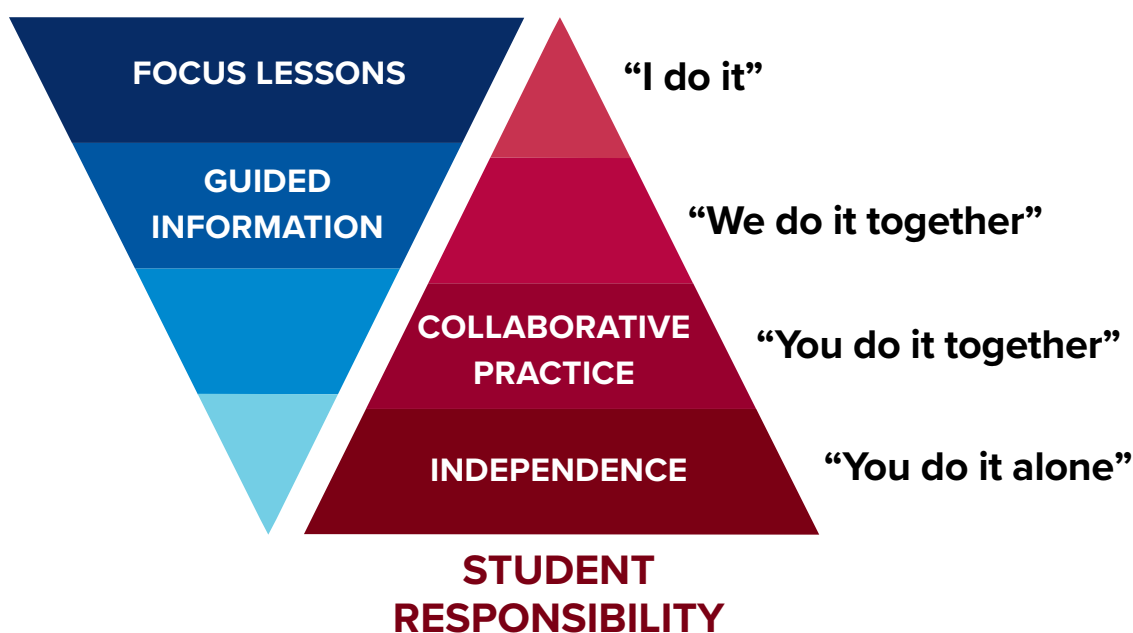 FOCUS LESSONS
“I do it”
GUIDED
INFORMATION
“We do it together”
COLLABORATIVE
PRACTICE
“You do it together”
INDEPENDENCE
“You do it alone”
STUDENT
RESPONSIBILITY